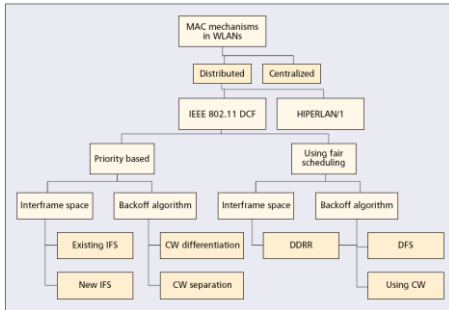 MAC mechanisms
in WLANs
Distributed
Centralized
IEEE 802.11 DCF
HIPERLAN/1
Priority based
Using fair
scheduling
Interframe space
Backoff algorithm
Interframe space
Backoff algorithm
Existing IFS
CW differentiation
DDRR
DFS
New IFS
CW separation
Using CW